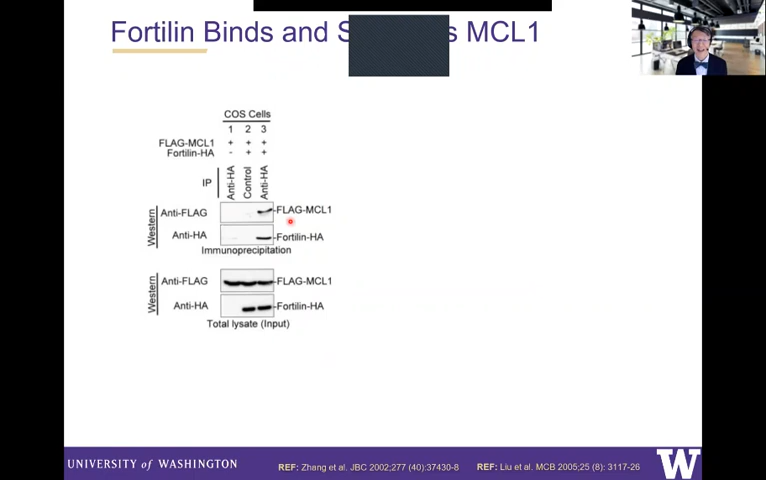 Fortilin Binds and S s MCL1
COS Cells
1 2 3
FLAG-MCL1 + + +
Fortilin-HA - + +
IP Anti-HA Control Anti-HA
Western
Anti-FLAG -FLAG-MCL1
Anti-HA -Fortilin-HA
Immunoprecipitation
Western
Anti-FLAG -FLAG-MCL1
Anti-HA -Fortilin-HA
Total lysate (Input)
UNIVERSITY of WASHINGTON
REF: Zhang et al. JBC 2002;277 (40):37430-8
REF: Liu et al. MCB 2005;25 (8): 3117-26
W